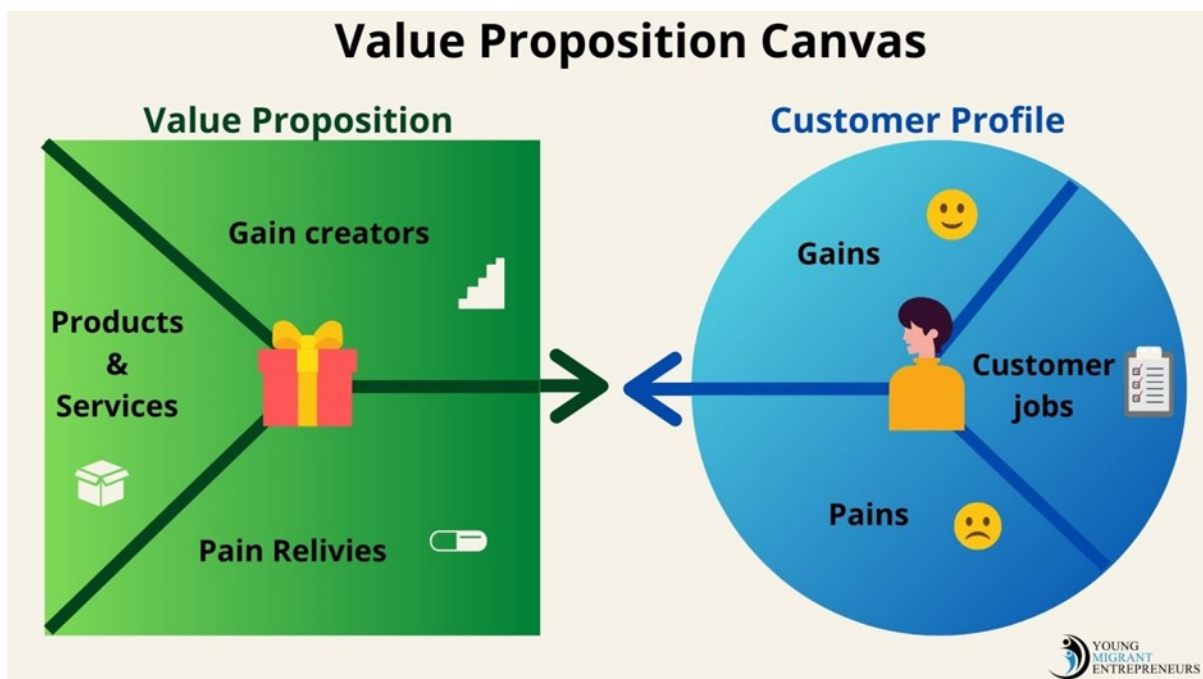 Value Proposition Canvas
Value Proposition
Customer Profile
Gain creators
Products
&
Services
Pain Relivies
Gains
Customer
jobs
Pains
YOUNG
MIGRANT
ENTREPRENEURS